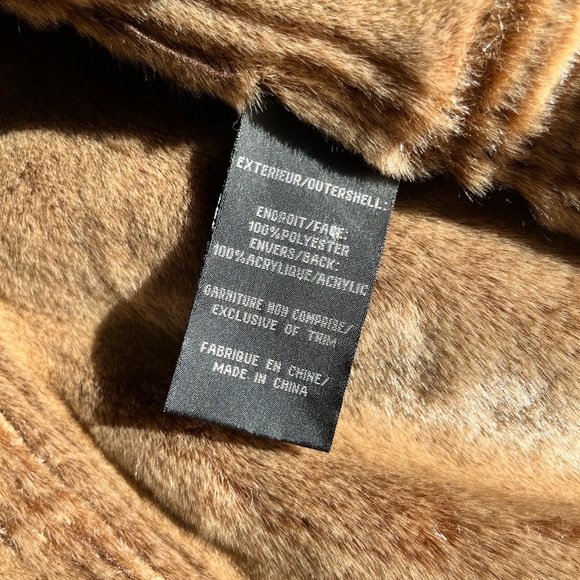 EXTERIEUR/OUTERSHELL:
ENDROIT/FACE:
100%POLYESTER
ENVERS/BACK:
100%ACRYLIQUE/ACRYLIC
GARNITURE NON COMPRISE/
EXCLUSIVE OF TRIM
FABRIQUE EN CHINE/
MADE IN CHINA